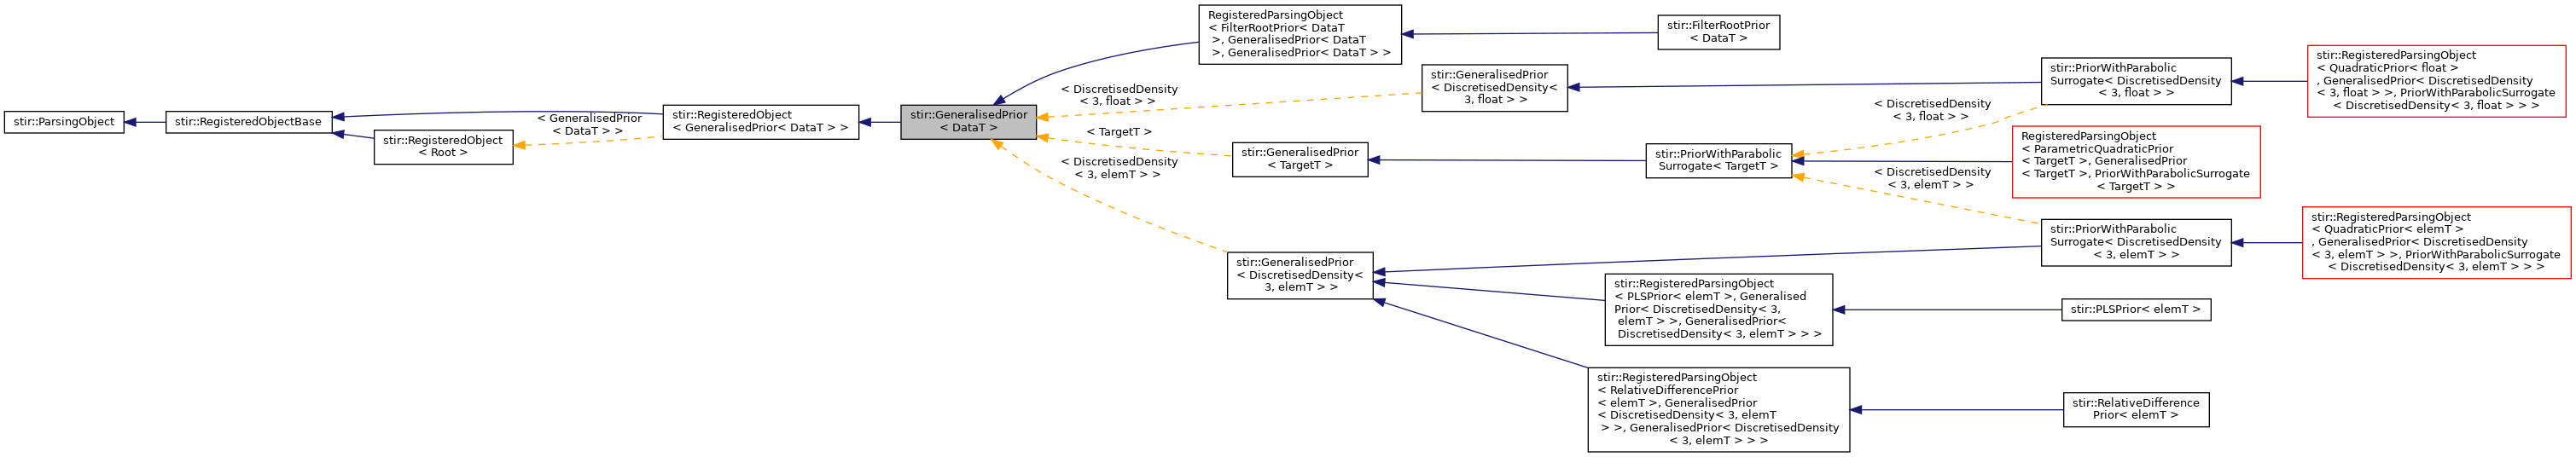 stir::ParsingObject
stir::RegisteredObjectBase
stir::RegisteredObject
< Root >
< GeneralisedPrior
< DataT > >
stir::RegisteredObject
< GeneralisedPrior< DataT > >
stir::GeneralisedPrior
< DataT >
< DiscretisedDensity
< 3, float > >
< TargetT >
< DiscretisedDensity
< 3, elemT > >
RegisteredParsingObject
< FilterRootPrior< DataT
>, GeneralisedPrior< DataT
>, GeneralisedPrior< DataT > >
stir::FilterRootPrior
< DataT >
stir::GeneralisedPrior
< DiscretisedDensity<
3, float > >
stir::GeneralisedPrior
< TargetT >
stir::GeneralisedPrior
< DiscretisedDensity<
3, elemT > >
stir::PriorWithParabolic
Surrogate< TargetT >
< DiscretisedDensity
< 3, float > >
< DiscretisedDensity
< 3, elemT > >
stir::PriorWithParabolic
Surrogate< DiscretisedDensity
< 3, float > >
stir::RegisteredParsingObject
< QuadraticPrior< float >
, GeneralisedPrior< DiscretisedDensity
< 3, float > >, PriorWithParabolicSurrogate
< DiscretisedDensity< 3, float > > >
RegisteredParsingObject
< ParametricQuadraticPrior
< TargetT >, GeneralisedPrior
< TargetT >, PriorWithParabolicSurrogate
< TargetT > >
stir::PriorWithParabolic
Surrogate< DiscretisedDensity
< 3, elemT > >
stir::RegisteredParsingObject
< QuadraticPrior< elemT >
, GeneralisedPrior< DiscretisedDensity
< 3, elemT > >, PriorWithParabolicSurrogate
< DiscretisedDensity< 3, elemT > > >
stir::RegisteredParsingObject
< PLSPrior< elemT >, Generalised
Prior< DiscretisedDensity< 3,
elemT > >, GeneralisedPrior<
DiscretisedDensity< 3, elemT > > >
stir::PLSPrior< elemT >
stir::RegisteredParsingObject
< RelativeDifferencePrior
< elemT >, GeneralisedPrior
< DiscretisedDensity< 3, elemT
> >, GeneralisedPrior< DiscretisedDensity
< 3, elemT > > >
stir::RelativeDifference
Prior< elemT >